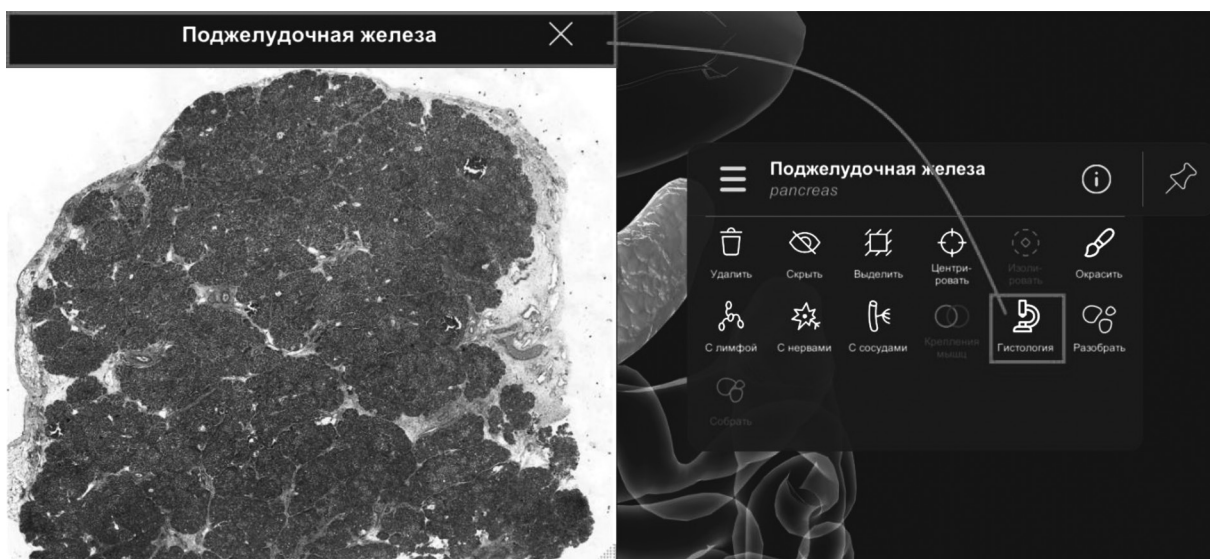 Поджелудочная железа
Поджелудочная железа
pancreas
Удалить
Скрыть
Выделить
Центри-
ровать
Изоли-
ровать
Окрасить
С лимфой
С нервами
С сосудами
Крепления
мышц
Гистология
Разобрать
Собрать